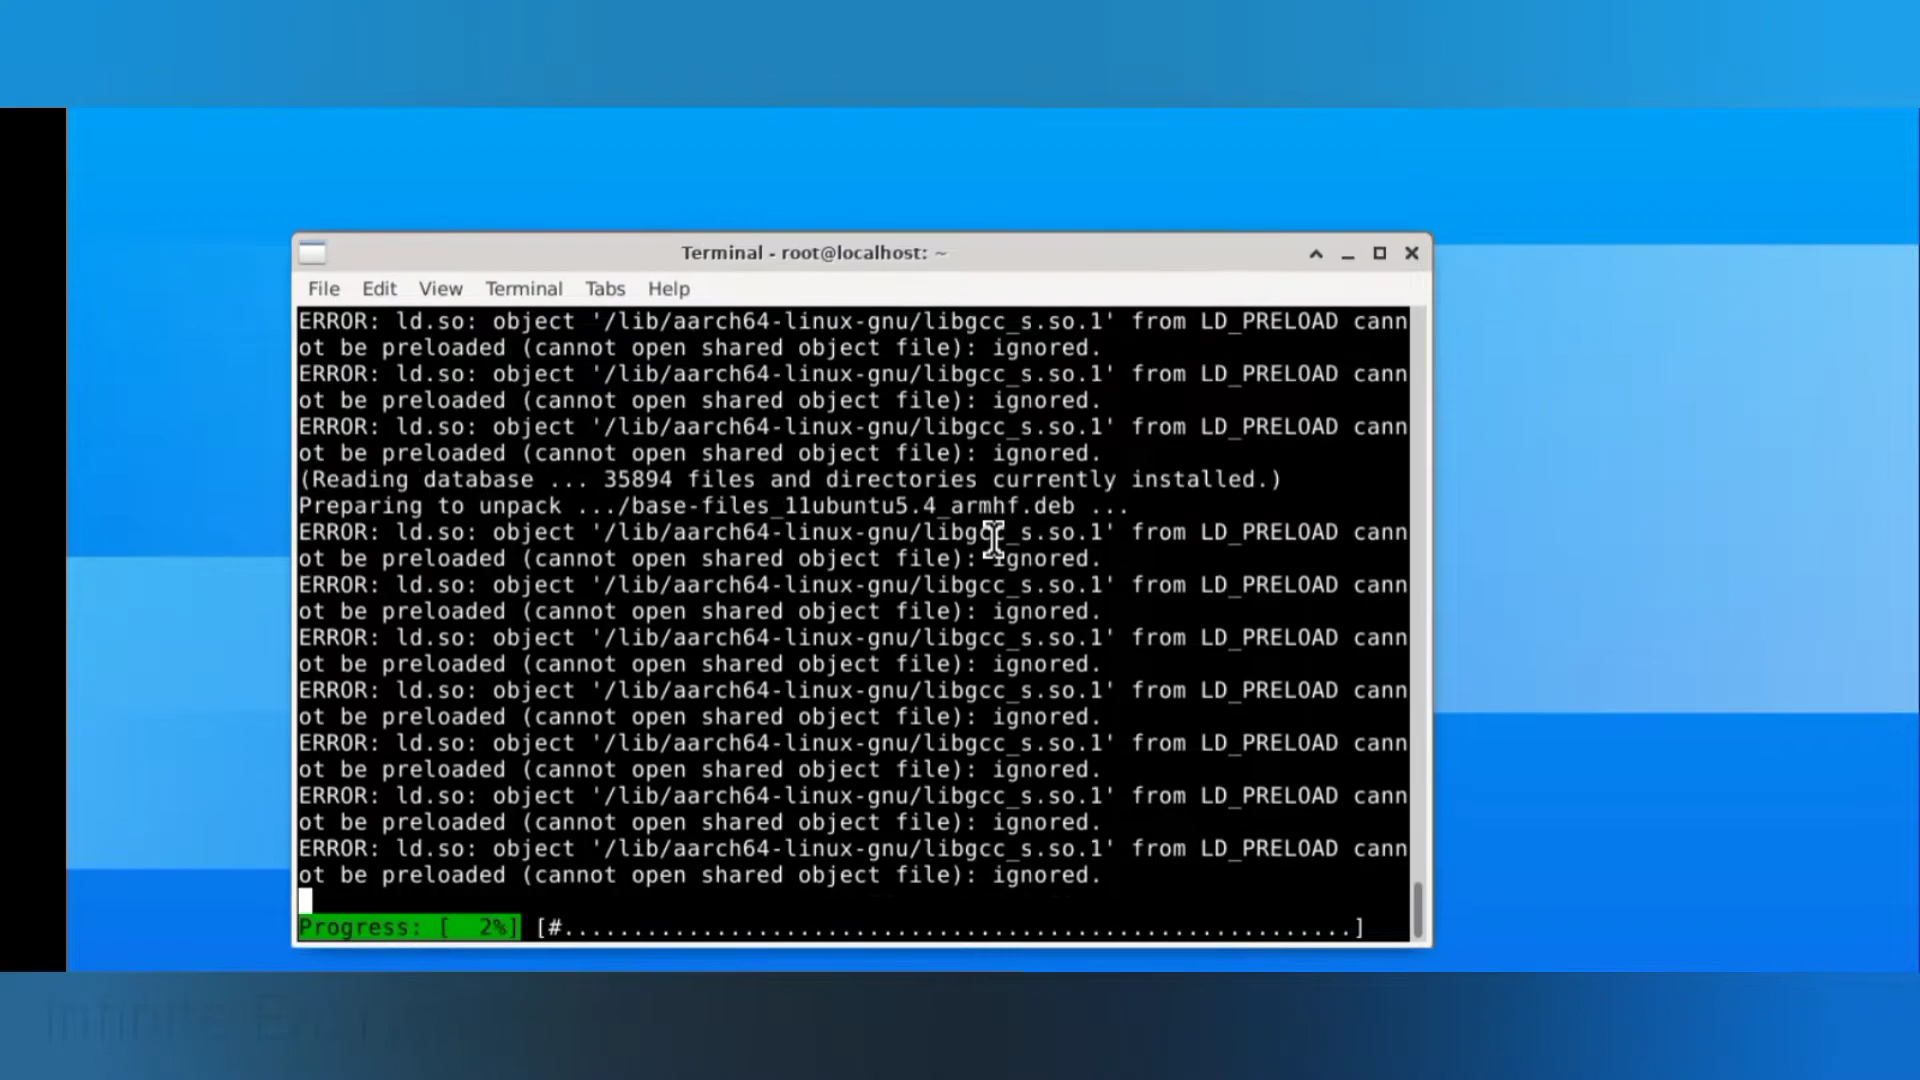 Terminal - root@localhost: ~
File Edit View Terminal Tabs Help
ERROR: ld.so: object '/lib/aarch64-linux-gnu/libgcc_s.so.1' from LD_PRELOAD cann
ot be preloaded (cannot open shared object file): ignored.
ERROR: ld.so: object '/lib/aarch64-linux-gnu/libgcc_s.so.1' from LD_PRELOAD cann
ot be preloaded (cannot open shared object file): ignored.
ERROR: ld.so: object '/lib/aarch64-linux-gnu/libgcc_s.so.1' from LD_PRELOAD cann
ot be preloaded (cannot open shared object file): ignored.
(Reading database ... 35894 files and directories currently installed.)
Preparing to unpack .../base-files_11ubuntu5.4_armhf.deb ...
ERROR: ld.so: object '/lib/aarch64-linux-gnu/libgcc_s.so.1' from LD_PRELOAD cann
ot be preloaded (cannot open shared object file): ignored.
ERROR: ld.so: object '/lib/aarch64-linux-gnu/libgcc_s.so.1' from LD_PRELOAD cann
ot be preloaded (cannot open shared object file): ignored.
ERROR: ld.so: object '/lib/aarch64-linux-gnu/libgcc_s.so.1' from LD_PRELOAD cann
ot be preloaded (cannot open shared object file): ignored.
ERROR: ld.so: object '/lib/aarch64-linux-gnu/libgcc_s.so.1' from LD_PRELOAD cann
ot be preloaded (cannot open shared object file): ignored.
ERROR: ld.so: object '/lib/aarch64-linux-gnu/libgcc_s.so.1' from LD_PRELOAD cann
ot be preloaded (cannot open shared object file): ignored.
ERROR: ld.so: object '/lib/aarch64-linux-gnu/libgcc_s.so.1' from LD_PRELOAD cann
ot be preloaded (cannot open shared object file): ignored.
ERROR: ld.so: object '/lib/aarch64-linux-gnu/libgcc_s.so.1' from LD_PRELOAD cann
ot be preloaded (cannot open shared object file): ignored.
Progress: [  2%] [#.........................................................]